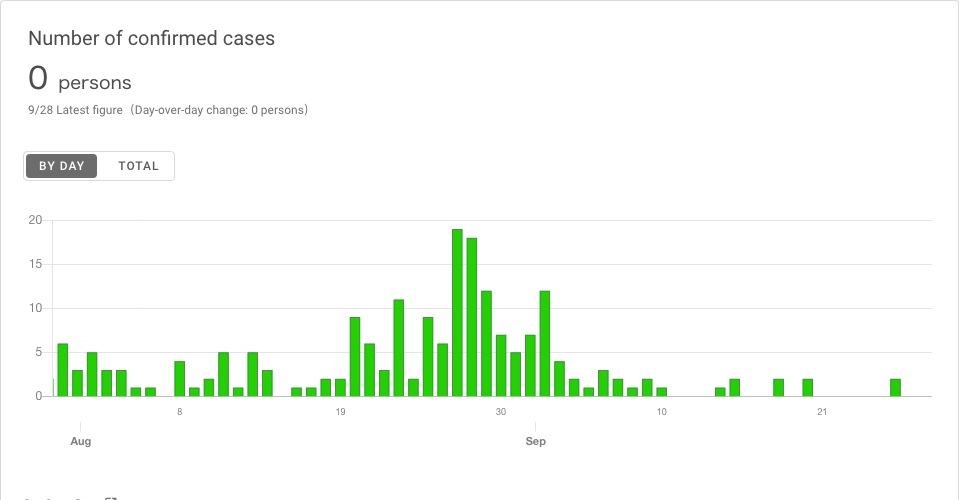 Number of confirmed cases
0 persons
9/28 Latest figure（Day-over-day change: 0 persons）
BY DAY TOTAL
20
15
10
5
0
8 19 30 10 21
Aug Sep